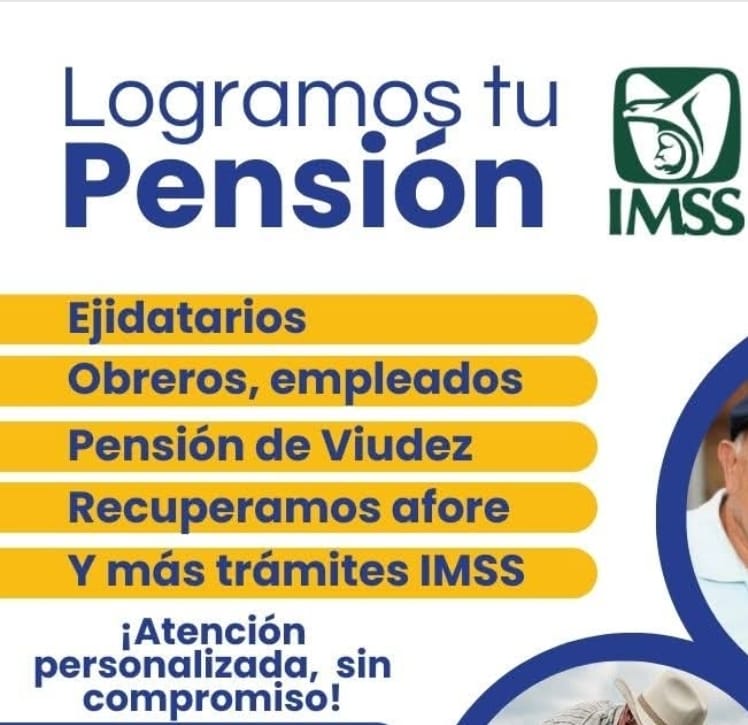 Logramos tu
Pensión
IMSS
Ejidatarios
Obreros, empleados
Pensión de Viudez
Recuperamos afore
Y más trámites IMSS
¡Atención
personalizada, sin
compromiso!